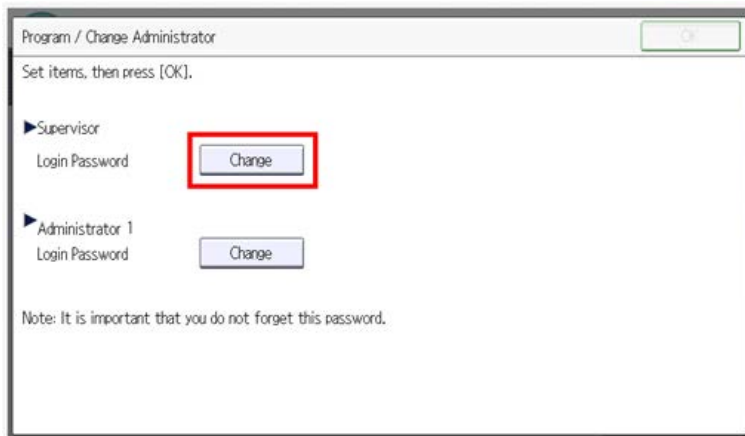 Program / Change Administrator
OK
Set items, then press [OK].
▶Supervisor
Login Password
Change
▶Administrator 1
Login Password
Change
Note: It is important that you do not forget this password.